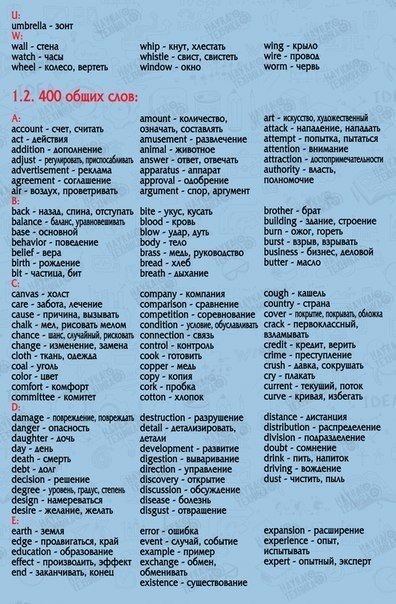 U:
umbrella - зонт
W:
wall - стена
watch - часы
wheel - колесо, вертеть
whip - кнут, хлестать
whistle - свист, свистеть
window - окно
wing - крыло
wire - провод
worm - червь
1.2. 400 общих слов:
A:
account - счет, считать
act - действия
addition - дополнение
adjust - регулировать, приспосабливать
advertisement - реклама
agreement - соглашение
air - воздух, проветривать)
amount - количество,
означать, составлять
amusement - развлечение
animal - животное
answer - ответ, отвечать
apparatus - аппарат
approval - одобрение
argument - спор, аргумент
art - искусство, художественный
attack - нападение, нападать
attempt - попытка, пытаться
attention - внимание
attraction - достопримечательности
authority - власть,
полномочие
B:
back - назад, спина, отступать
balance - баланс, уравновешивать
base - основной
behavior - поведение
belief - вера
birth - рождение
bit - частица, бит
bite - укус, кусать
blood - кровь
blow - удар, дуть
body - тело
brass - медь, руководство
bread - хлеб
breath - дыхание
brother - брат
building - здание, строение
burn - ожог, гореть
burst - взрыв, взрывать
business - бизнес, деловой
butter - масло
C:
canvas - холст
care - забота, лечение
cause - причина, вызывать
chalk - мел, рисовать мелом
chance - шанс, случайный, рисковать
change - изменение, замена
cloth - ткань, одежда
coal - уголь
color - цвет
comfort - комфорт
committee - комитет
company - компания
comparison - сравнение
competition - соревнование
condition - условие, обуславливать
connection - связь
control - контроль
cook - готовить
copper - медь
copy - копия
cork - пробка
cotton - хлопок
cough - кашель
country - страна
cover - покрытие, покрывать, обложка
crack - первоклассный,
взламывать
credit - кредит, верить
crime - преступление
crush - давка, сокрушать
cry - плакать
current - текущий, поток
curve - кривая, избегать
D:
damage - повреждение, повреждать
danger - опасность
daughter - дочь
day - день
death - смерть
debt - долг
decision - решение
degree - уровень, градус, степень
design - намереваться
desire - желание, желать
destruction - разрушение
detail - детализировать,
детали
development - развитие
digestion - вываривание
direction - управление
discovery - открытие
discussion - обсуждение
disease - болезнь
disgust - отвращение
distance - дистанция
distribution - распределение
division - подразделение
doubt - сомнение
drink - пить, напиток
driving - вождение
dust - чистить, пыль
E:
earth - земля
edge - продвигаться, край
education - образование
effect - производить, эффект
end - заканчивать, конец
error - ошибка
event - случай, событие
example - пример
exchange - обмен,
обменивать
existence - существование
expansion - расширение
experience - опыт,
испытывать
expert - опытный, эксперт